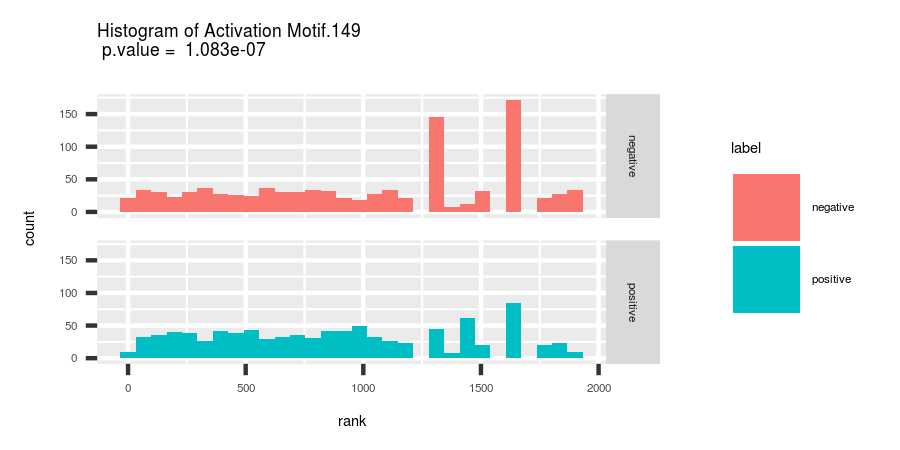 Histogram of Activation Motif.149
p.value =  1.083e-07
count
150
100
50
0
negative
150
100
50
0
positive
0
500
1000
1500
2000
rank
label
negative
positive